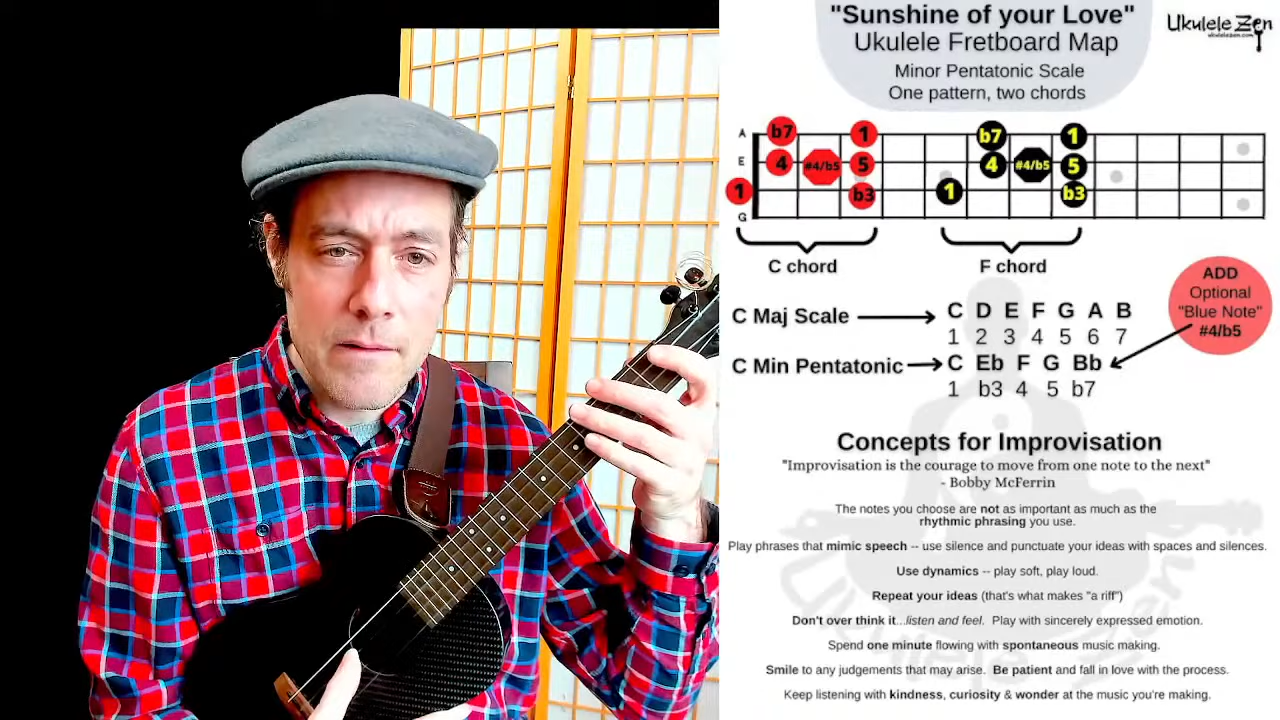 "Sunshine of your Love"
Ukulele Fretboard Map
Ukulele Zen
ukulelezen.com
Minor Pentatonic Scale
One pattern, two chords
A b7 1 b7 1
E 4 #4/b5 5 4 #4/b5 5
1 b3 1 b3
G
C chord F chord
ADD
Optional
"Blue Note"
#4/b5
C Maj Scale C D E F G A B
1 2 3 4 5 6 7
C Min Pentatonic C Eb F G Bb
1 b3 4 5 b7
Concepts for Improvisation
"Improvisation is the courage to move from one note to the next"
- Bobby McFerrin
The notes you choose are not as important as much as the
rhythmic phrasing you use.
Play phrases that mimic speech -- use silence and punctuate your ideas with spaces and silences.
Use dynamics -- play soft, play loud.
Repeat your ideas (that's what makes "a riff")
Don't over think it...listen and feel. Play with sincerely expressed emotion.
Spend one minute flowing with spontaneous music making.
Smile to any judgements that may arise. Be patient and fall in love with the process.
Keep listening with kindness, curiosity & wonder at the music you're making.